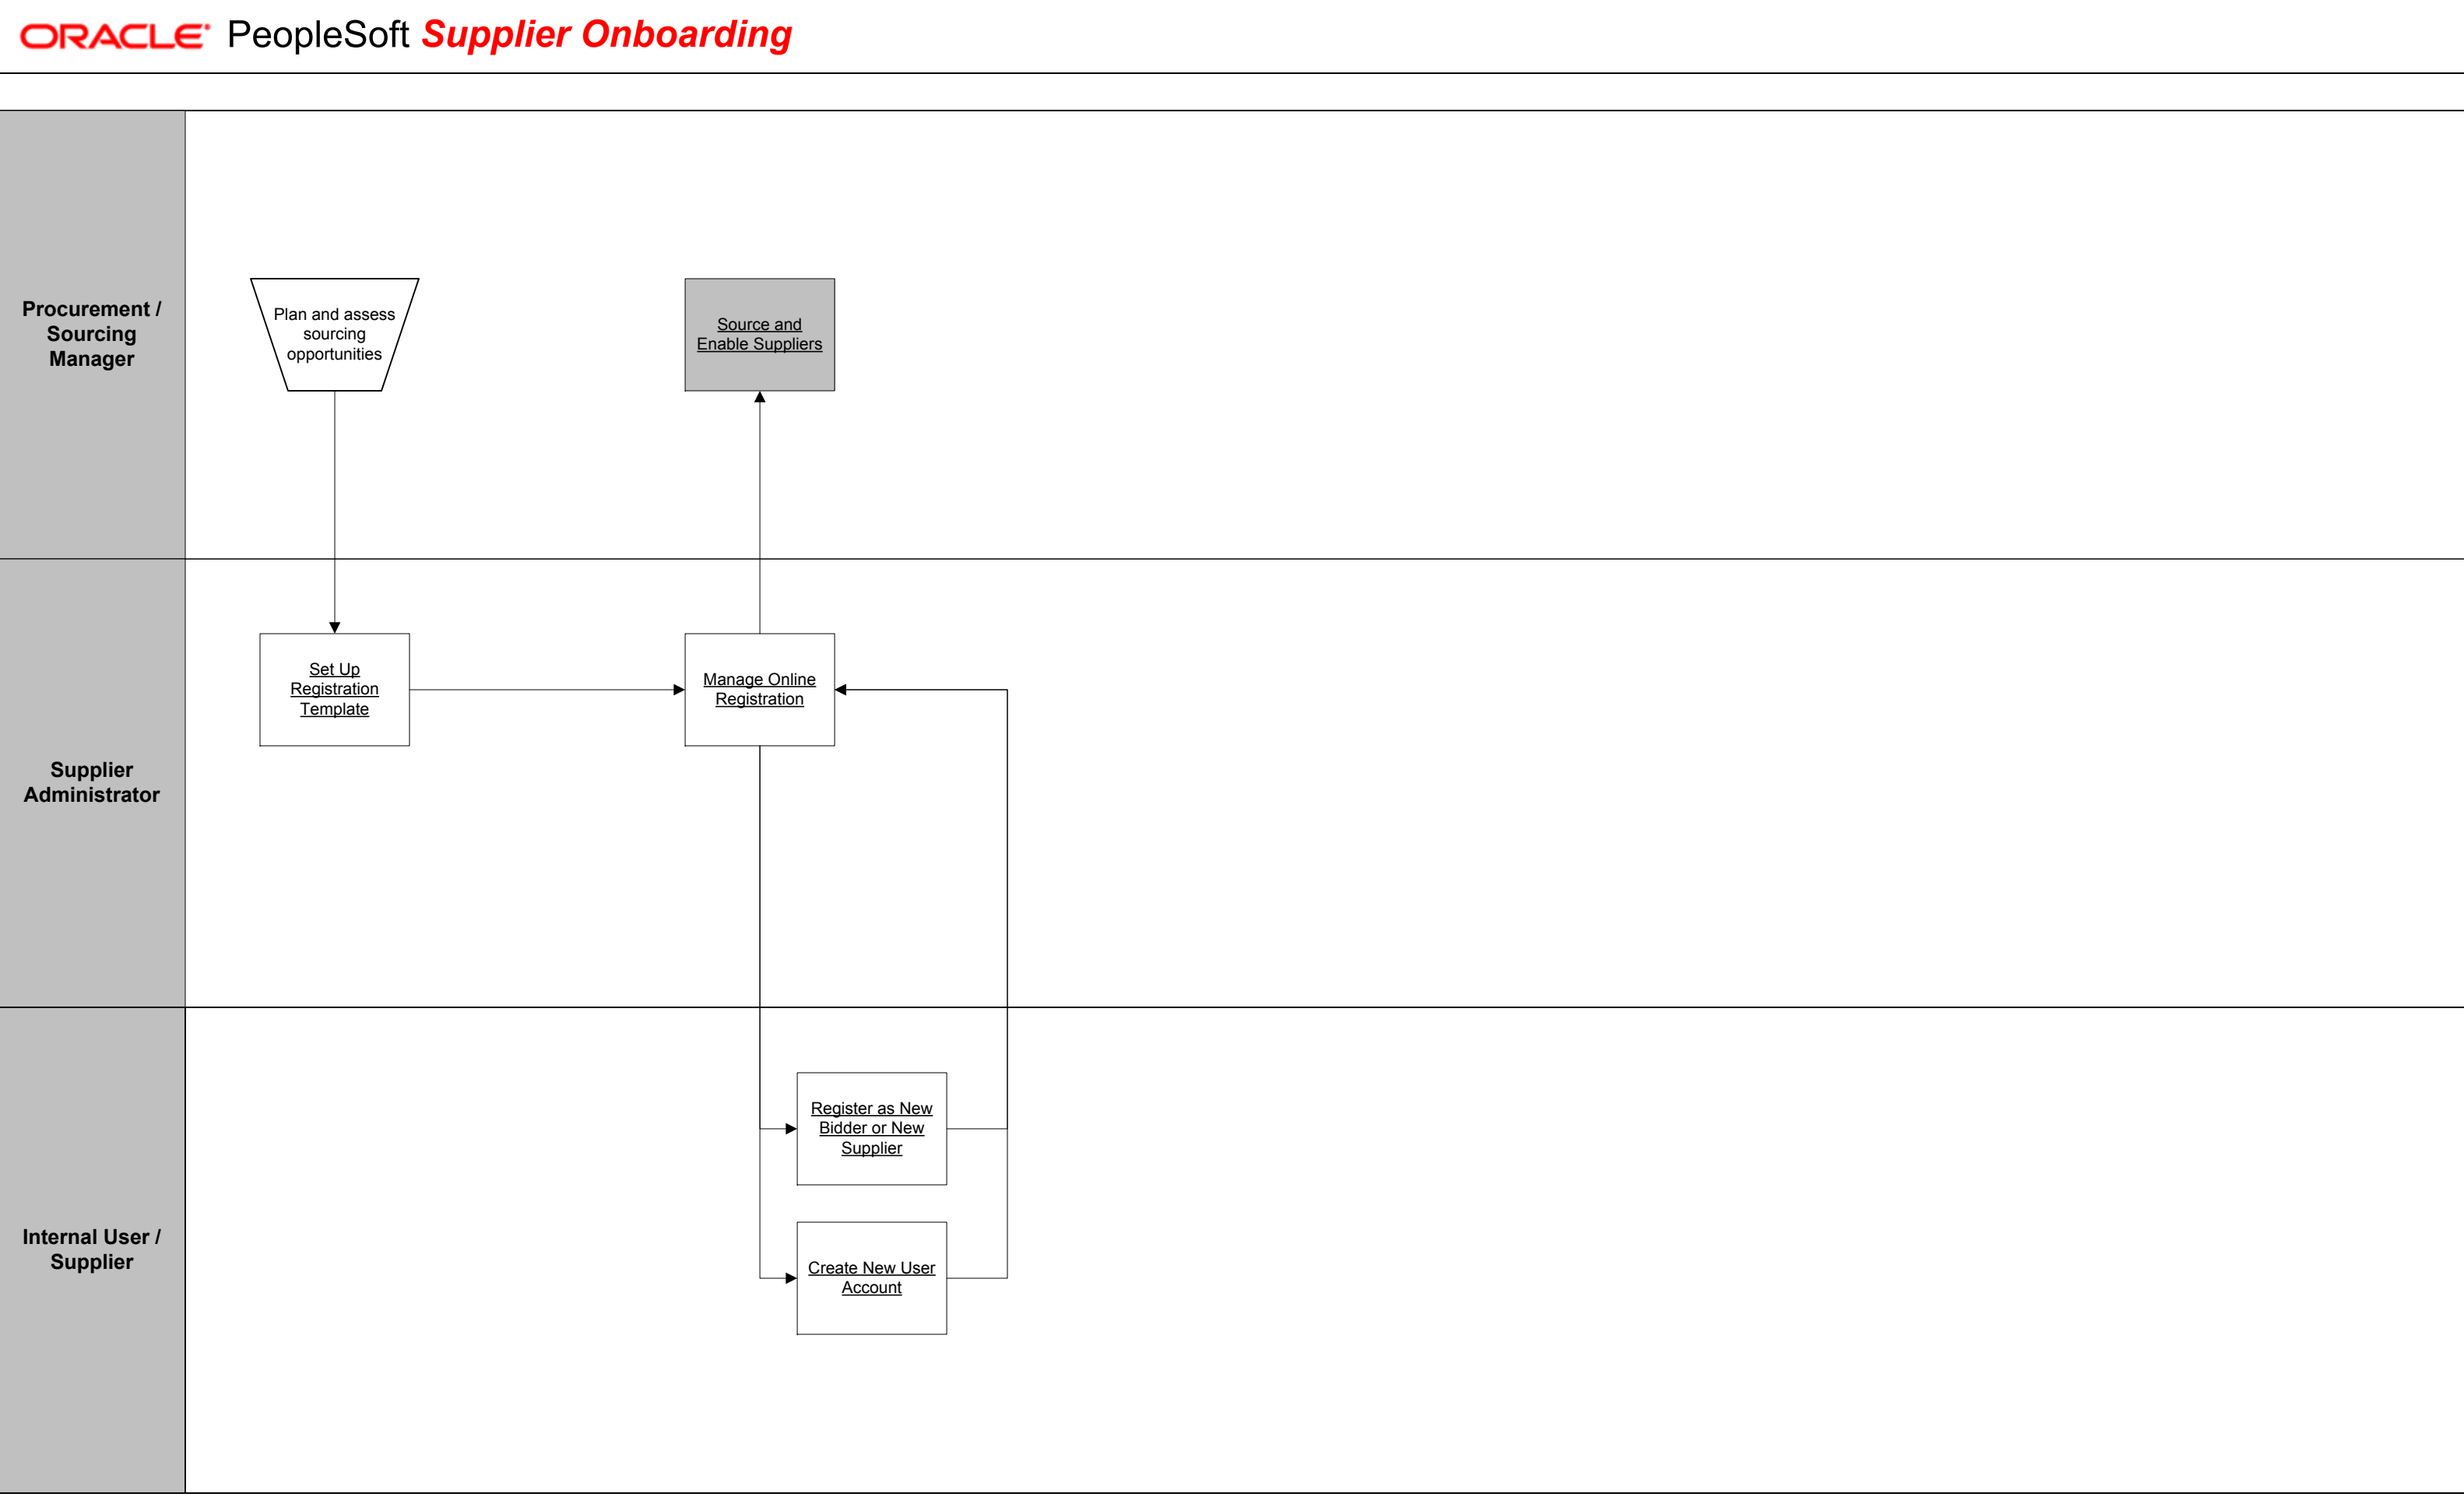 ORACLE® PeopleSoft Supplier Onboarding
Procurement /
Sourcing
Manager
Plan and assess
sourcing
opportunities
Source and
Enable Suppliers
Supplier
Administrator
Set Up
Registration
Template
Manage Online
Registration
Internal User /
Supplier
Register as New
Bidder or New
Supplier
Create New User
Account